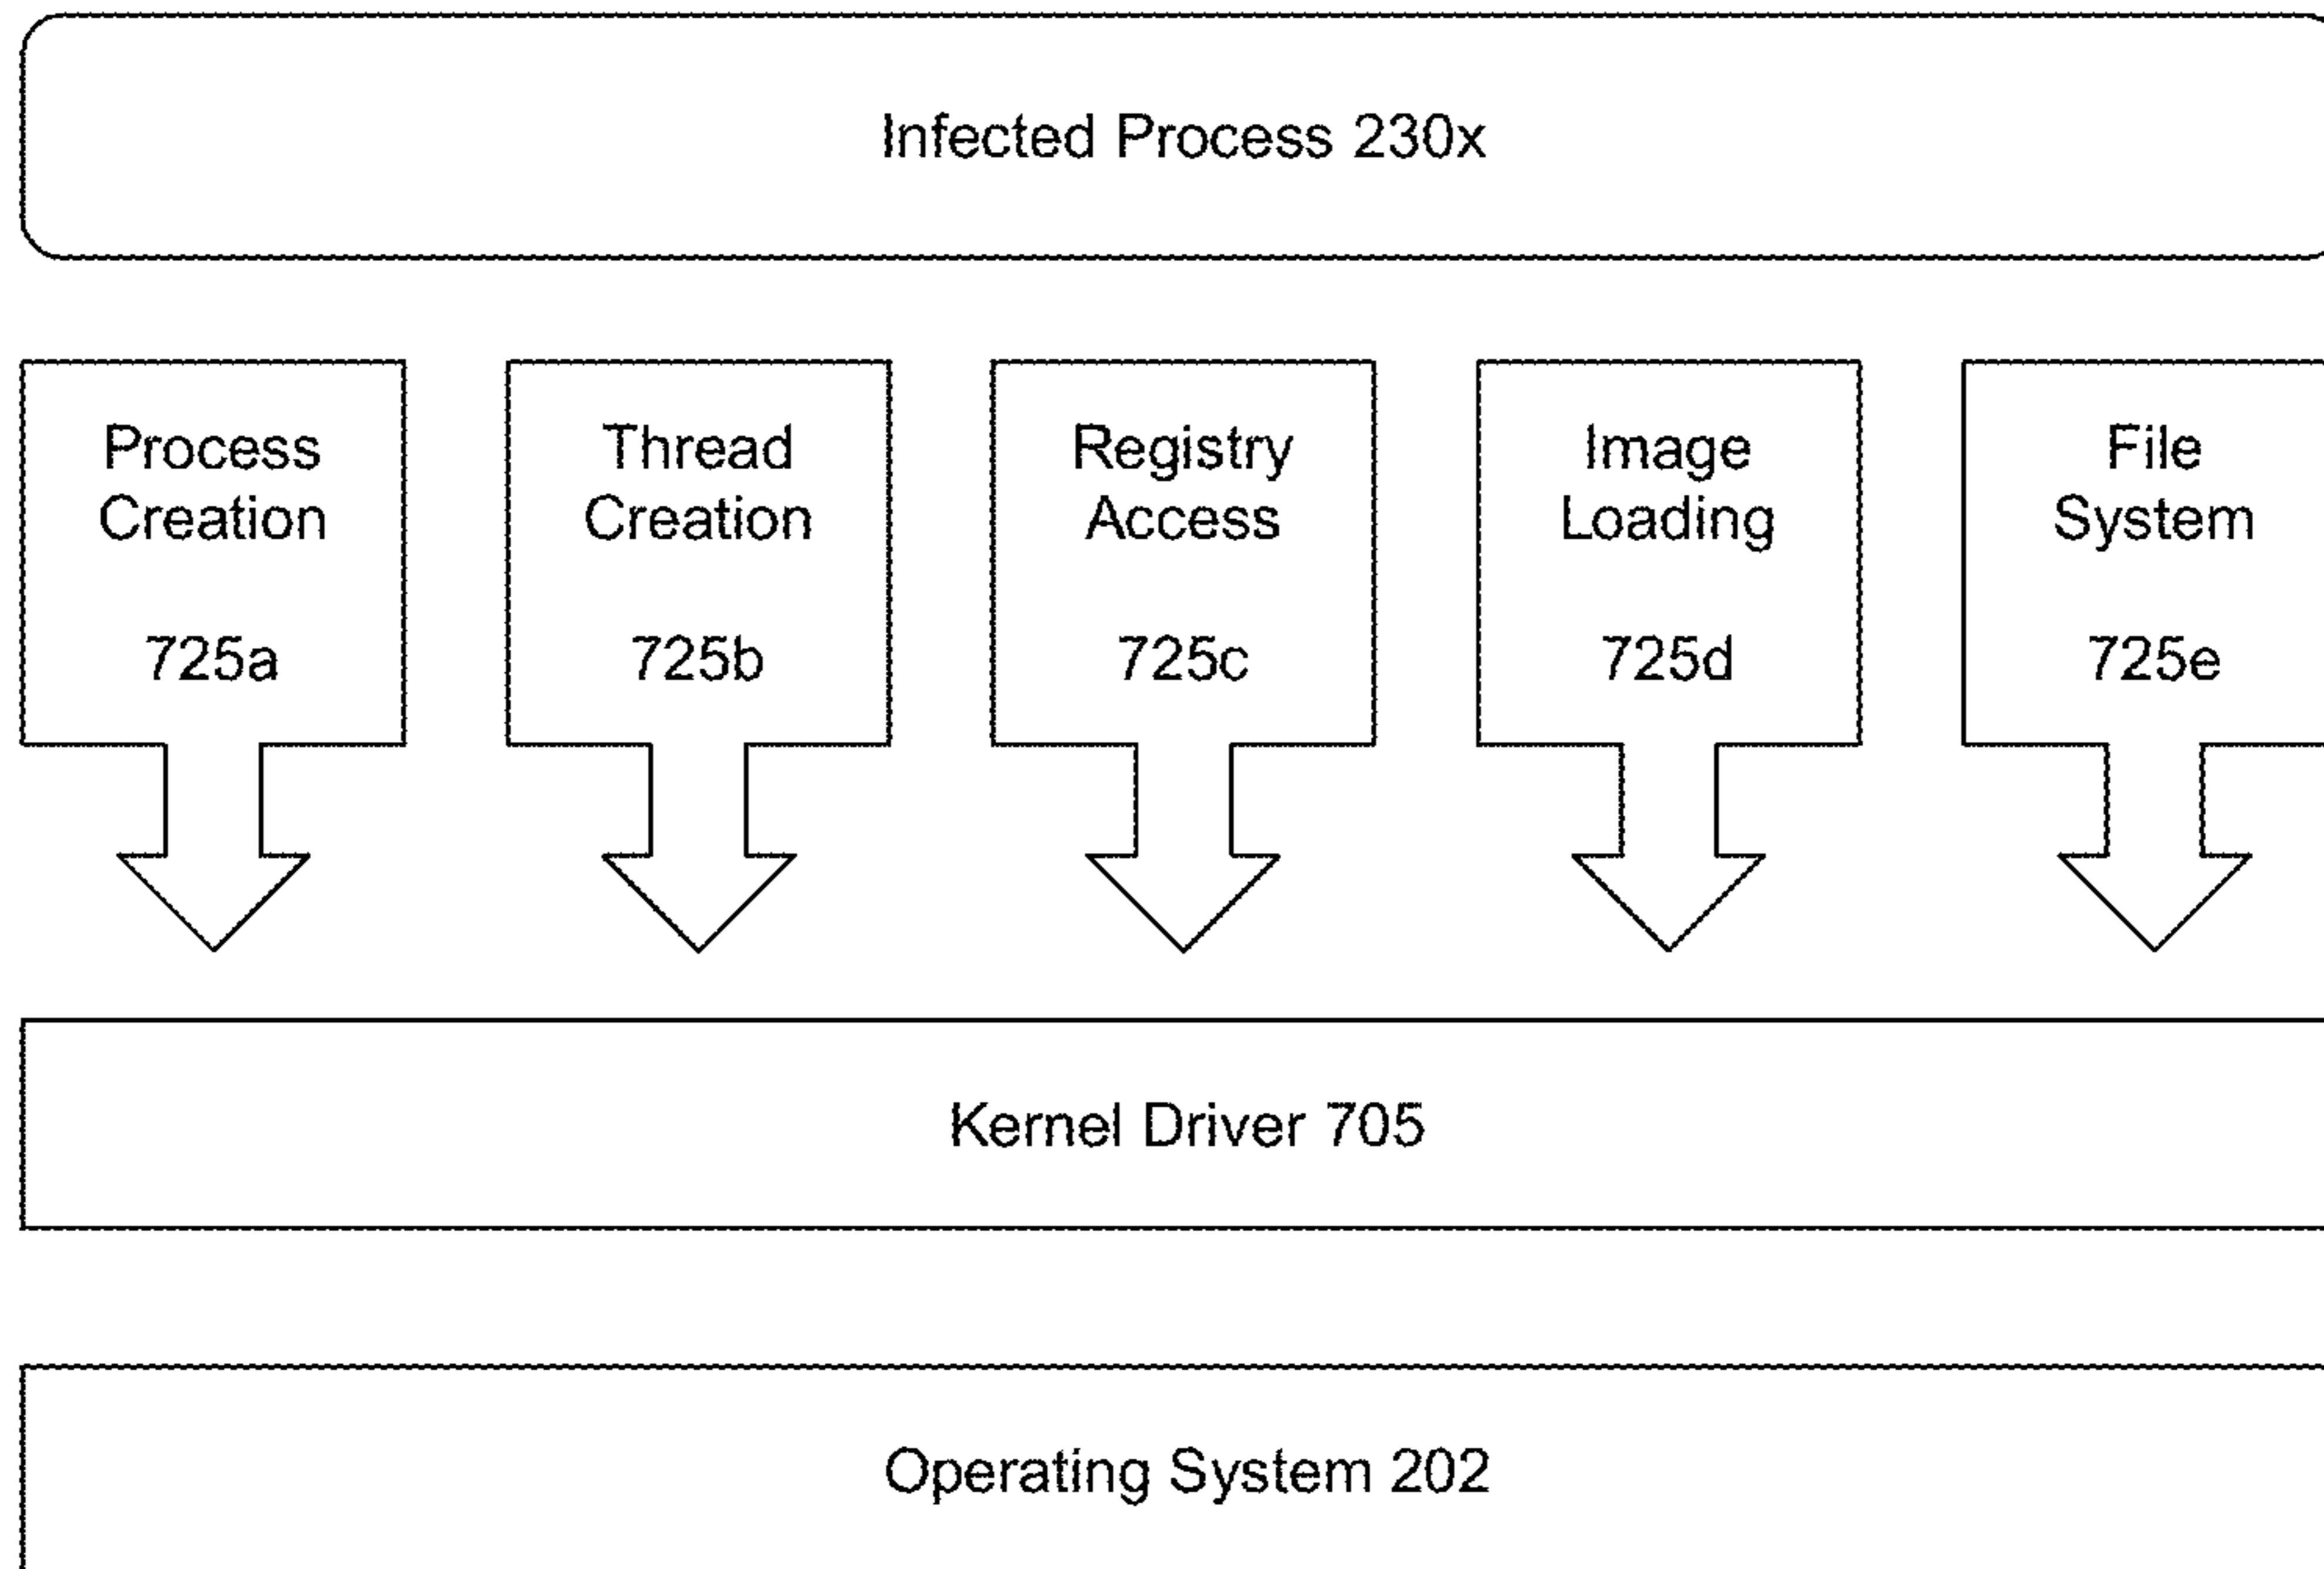 Infected Process 230x
Process
Creation
725a
Thread
Creation
725b
Registry
Access
725c
Image
Loading
725d
File
System
725e
Kernel Driver 705
Operating System 202